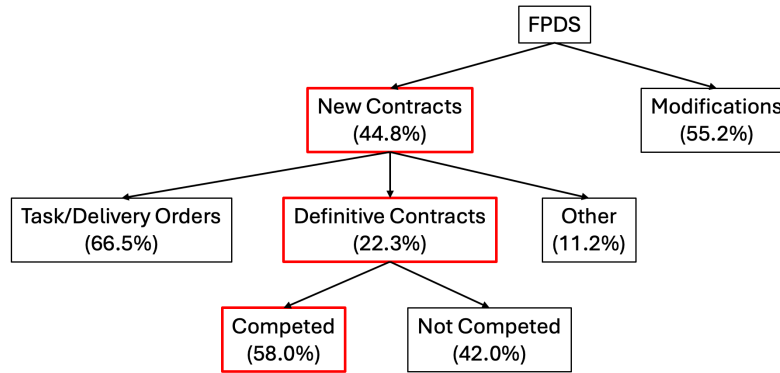 FPDS
New Contracts
(44.8%)
Modifications
(55.2%)
Task/Delivery Orders
(66.5%)
Definitive Contracts
(22.3%)
Other
(11.2%)
Competed
(58.0%)
Not Competed
(42.0%)